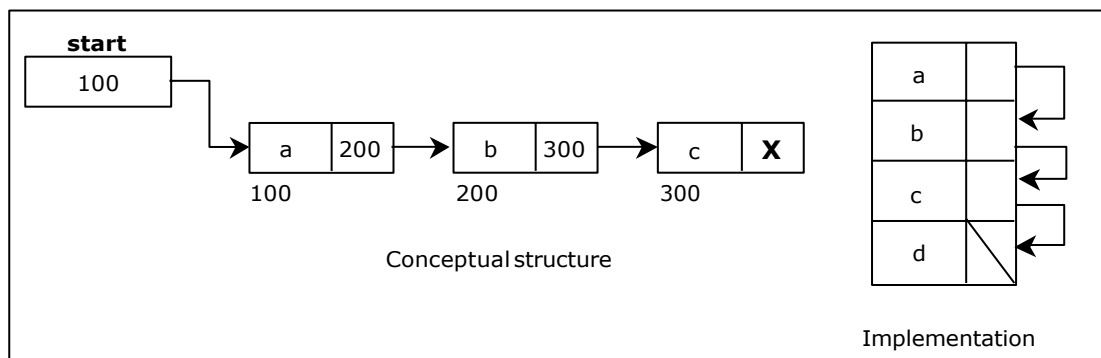 start
100
a 200 b 300 c X
100 200 300
Conceptual structure
a
b
c
d
Implementation